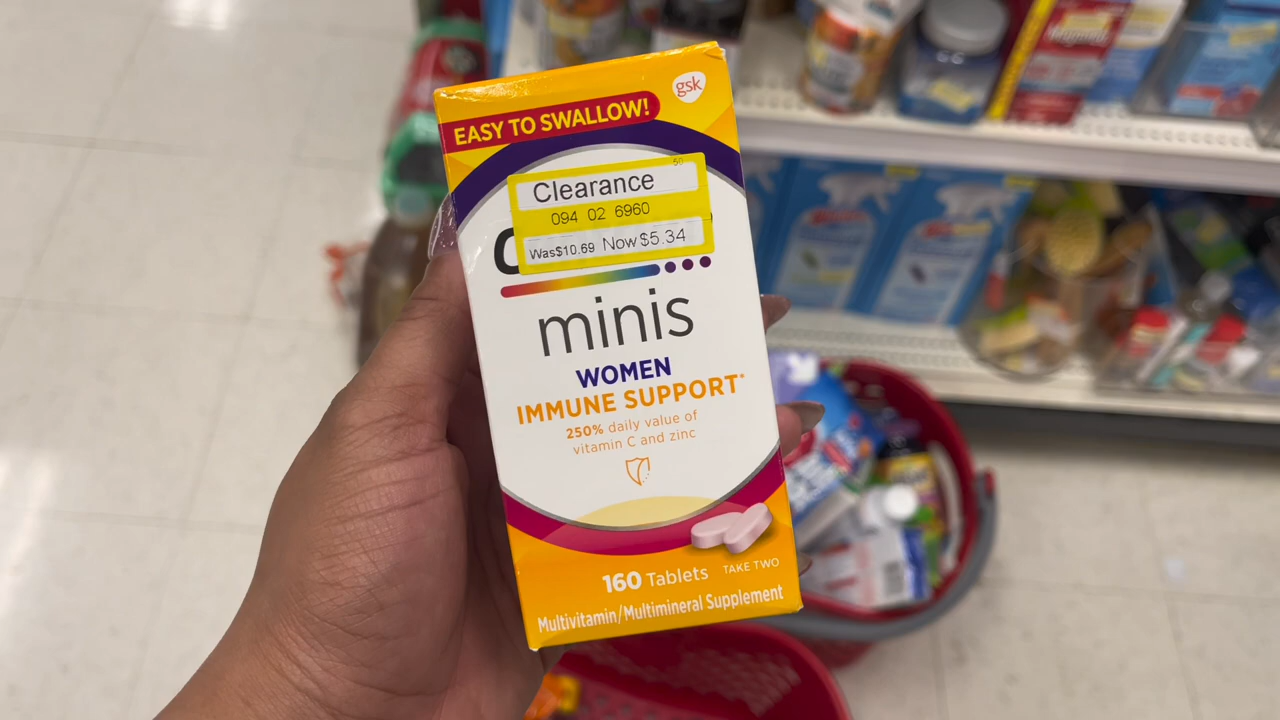 gsk
EASY TO SWALLOW!
50
Clearance
094 02 6960
Was$10.69 Now $5.34
minis
WOMEN
IMMUNE SUPPORT*
250% daily value of
vitamin C and zinc
160 Tablets TAKE TWO
Multivitamin/Multimineral Supplement